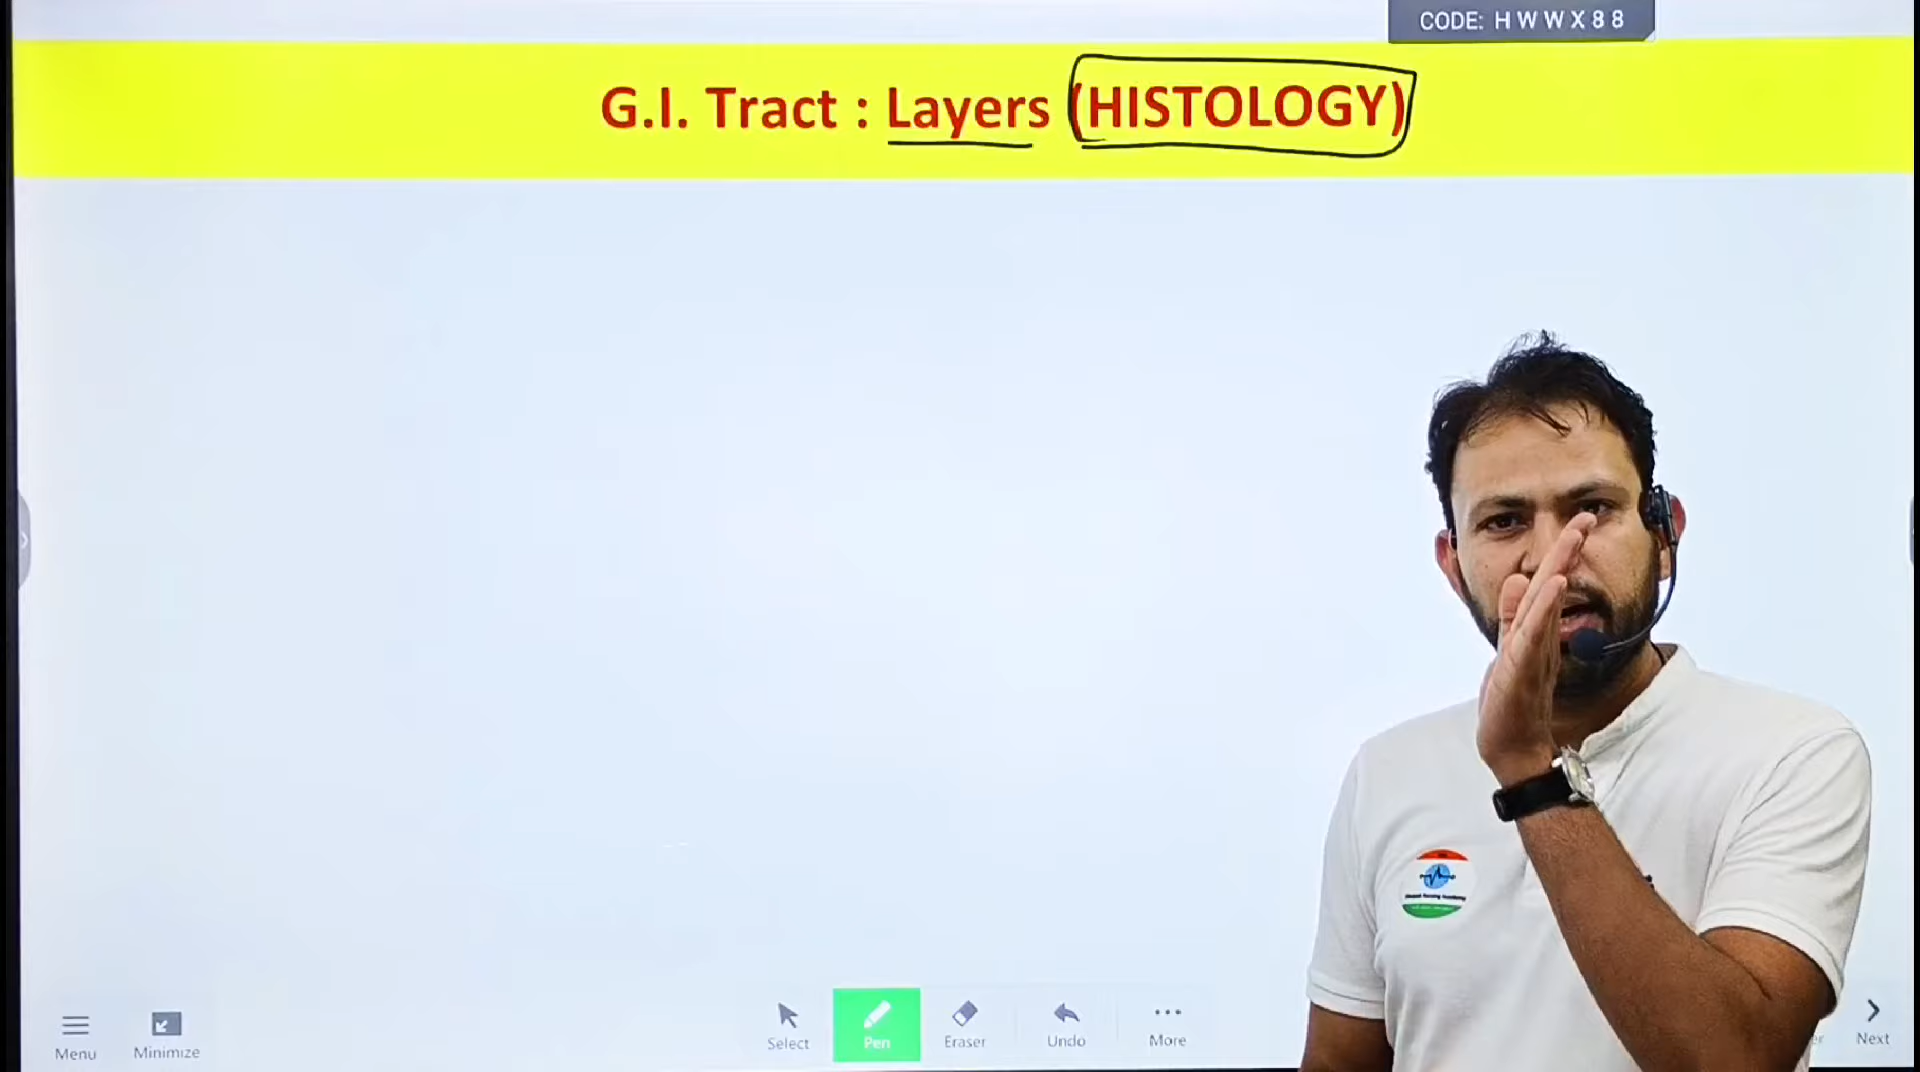 CODE: HWWX88
G.I. Tract : Layers (HISTOLOGY)
Menu
Minimize
Select
Pen
Eraser
Undo
More
Next